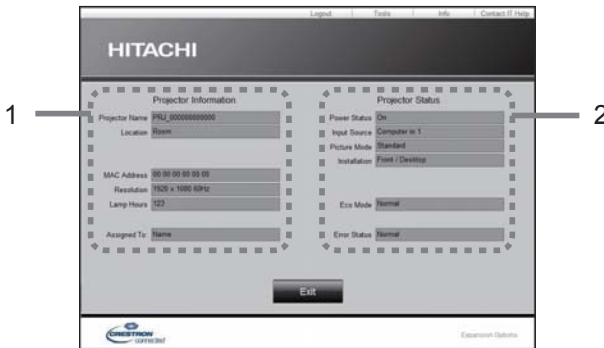 Logout Tools Info Contact IT Help
HITACHI
1
2
Projector Information
Projector Name PRJ_000000000000
Location Room
MAC Address 00:00:00:00:00:00
Resolution 1920 x 1080 60Hz
Lamp Hours 123
Assigned To: Name
Projector Status
Power Status On
Input Source Computer in 1
Picture Mode Standard
Installation Front / Desktop
Eco Mode Normal
Error Status Normal
Exit
CRESTRON
connected
Expansion Options